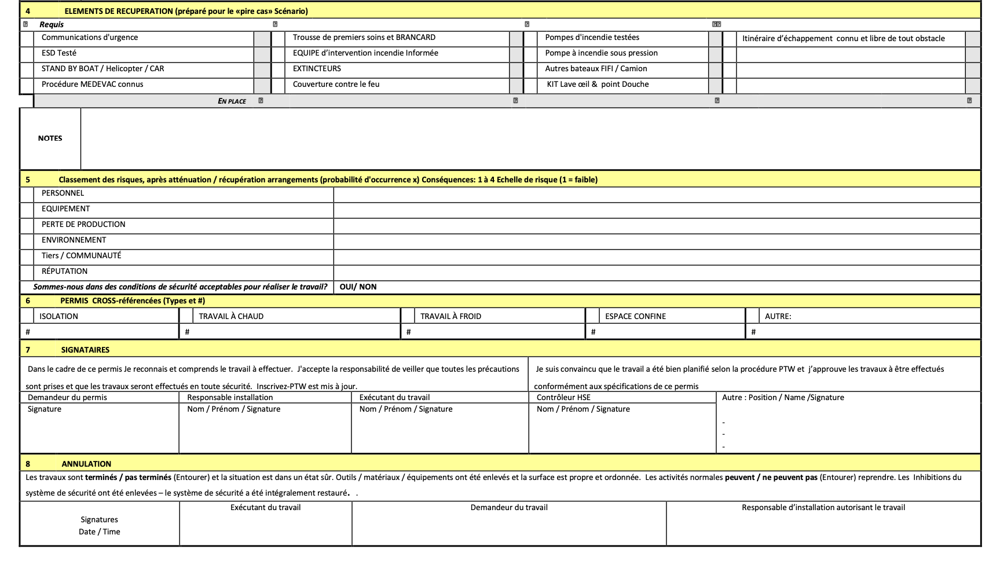 4 ELEMENTS DE RECUPERATION (préparé pour le «pire cas» Scénario)
Requis
Communications d'urgence Trousse de premiers soins et BRANCARD Pompes d'incendie testées Itinéraire d’échappement connu et libre de tout obstacle
ESD Testé EQUIPE d’intervention incendie Informée Pompe à incendie sous pression
STAND BY BOAT / Helicopter / CAR EXTINCTEURS Autres bateaux FIFI / Camion
Procédure MEDEVAC connus Couverture contre le feu KIT Lave œil & point Douche
EN PLACE
NOTES
5 Classement des risques, après atténuation / récupération arrangements (probabilité d'occurrence x) Conséquences: 1 à 4 Echelle de risque (1 = faible)
PERSONNEL
EQUIPEMENT
PERTE DE PRODUCTION
ENVIRONNEMENT
Tiers / COMMUNAUTÉ
RÉPUTATION
Sommes-nous dans des conditions de sécurité acceptables pour réaliser le travail? OUI/ NON
6 PERMIS CROSS-référencées (Types et #)
ISOLATION TRAVAIL À CHAUD TRAVAIL À FROID ESPACE CONFINE AUTRE:
# # # # #
7 SIGNATAIRES
Dans le cadre de ce permis Je reconnais et comprends le travail à effectuer. J'accepte la responsabilité de veiller que toutes les précautions
sont prises et que les travaux seront effectués en toute sécurité. Inscrivez-PTW est mis à jour.
Je suis convaincu que le travail a été bien planifié selon la procédure PTW et j’approuve les travaux à être effectués
conformément aux spécifications de ce permis
Demandeur du permis Responsable installation Exécutant du travail Contrôleur HSE Autre : Position / Name /Signature
Signature Nom / Prénom / Signature Nom / Prénom / Signature Nom / Prénom / Signature
-
-
-
8 ANNULATION
Les travaux sont terminés / pas terminés (Entourer) et la situation est dans un état sûr. Outils / matériaux / équipements ont été enlevés et la surface est propre et ordonnée. Les activités normales peuvent / ne peuvent pas (Entourer) reprendre. Les Inhibitions du
système de sécurité ont été enlevées – le système de sécurité a été intégralement restauré. .
Exécutant du travail Demandeur du travail Responsable d’installation autorisant le travail
Signatures
Date / Time